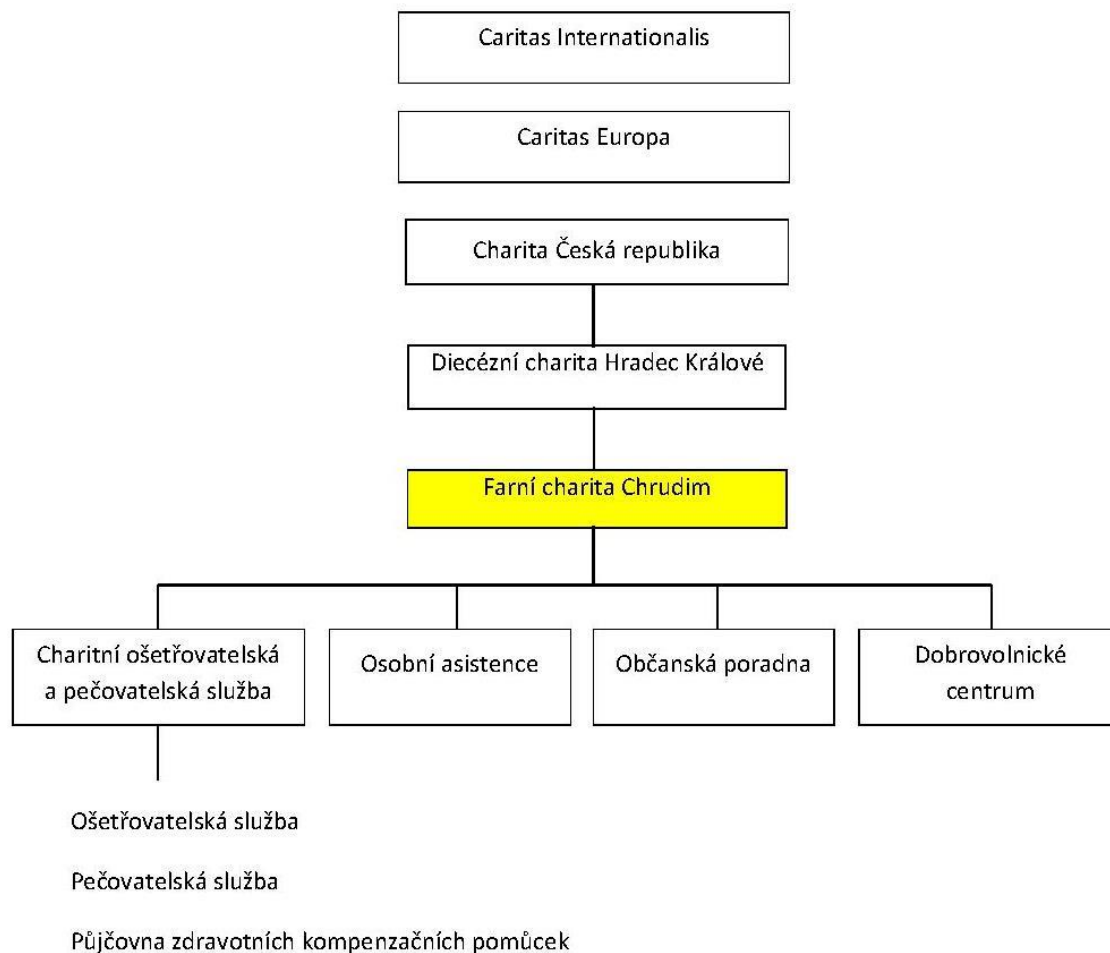 Caritas Internationalis
Caritas Europa
Charita Česká republika
Diecézní charita Hradec Králové
Farní charita Chrudim
Charitní ošetřovatelská
a pečovatelská služba
Osobní asistence
Občanská poradna
Dobrovolnické
centrum
Ošetřovatelská služba
Pečovatelská služba
Půjčovna zdravotních kompenzačních pomůcek